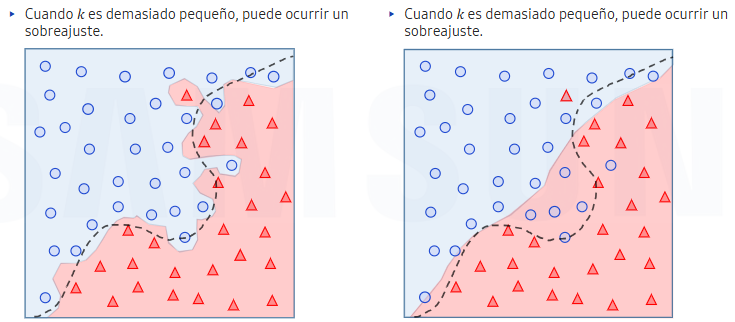 Cuando k es demasiado pequeño, puede ocurrir un
sobreajuste.
Cuando k es demasiado pequeño, puede ocurrir un
sobreajuste.